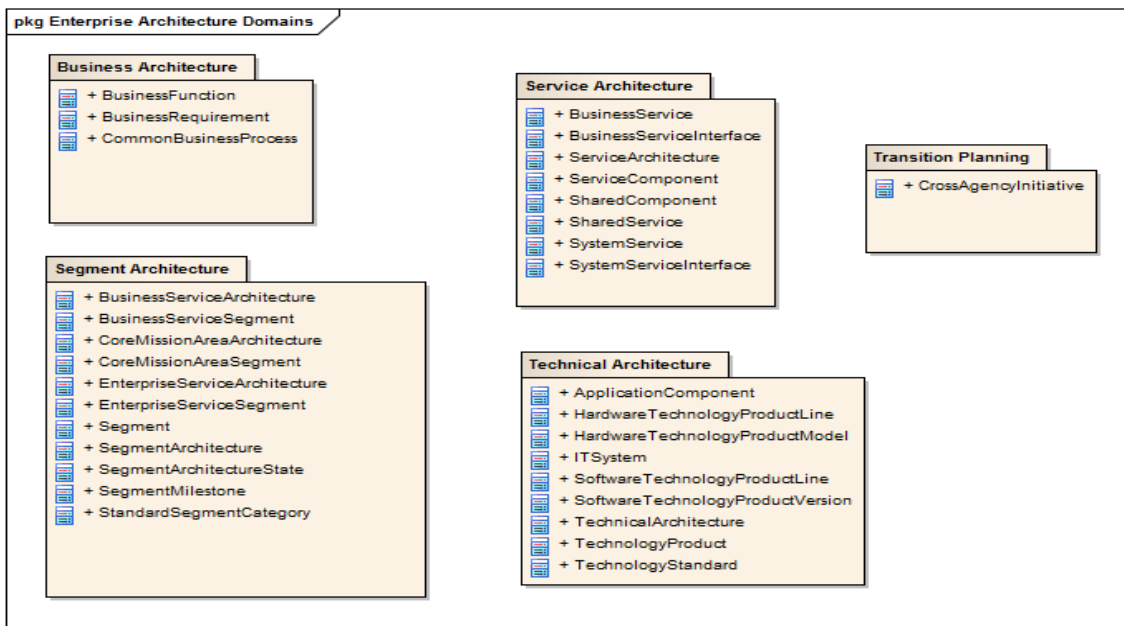 pkg Enterprise Architecture Domains
Business Architecture
+ BusinessFunction
+ BusinessRequirement
+ CommonBusinessProcess
Segment Architecture
+ BusinessServiceArchitecture
+ BusinessServiceSegment
+ CoreMissionAreaArchitecture
+ CoreMissionAreaSegment
+ EnterpriseServiceArchitecture
+ EnterpriseServiceSegment
+ Segment
+ SegmentArchitecture
+ SegmentArchitectureState
+ SegmentMilestone
+ StandardSegmentCategory
Service Architecture
+ BusinessService
+ BusinessServiceInterface
+ ServiceArchitecture
+ ServiceComponent
+ SharedComponent
+ SharedService
+ SystemService
+ SystemServiceInterface
Technical Architecture
+ ApplicationComponent
+ HardwareTechnologyProductLine
+ HardwareTechnologyProductModel
+ ITSystem
+ SoftwareTechnologyProductLine
+ SoftwareTechnologyProductVersion
+ TechnicalArchitecture
+ TechnologyProduct
+ TechnologyStandard
Transition Planning
+ CrossAgencyInitiative